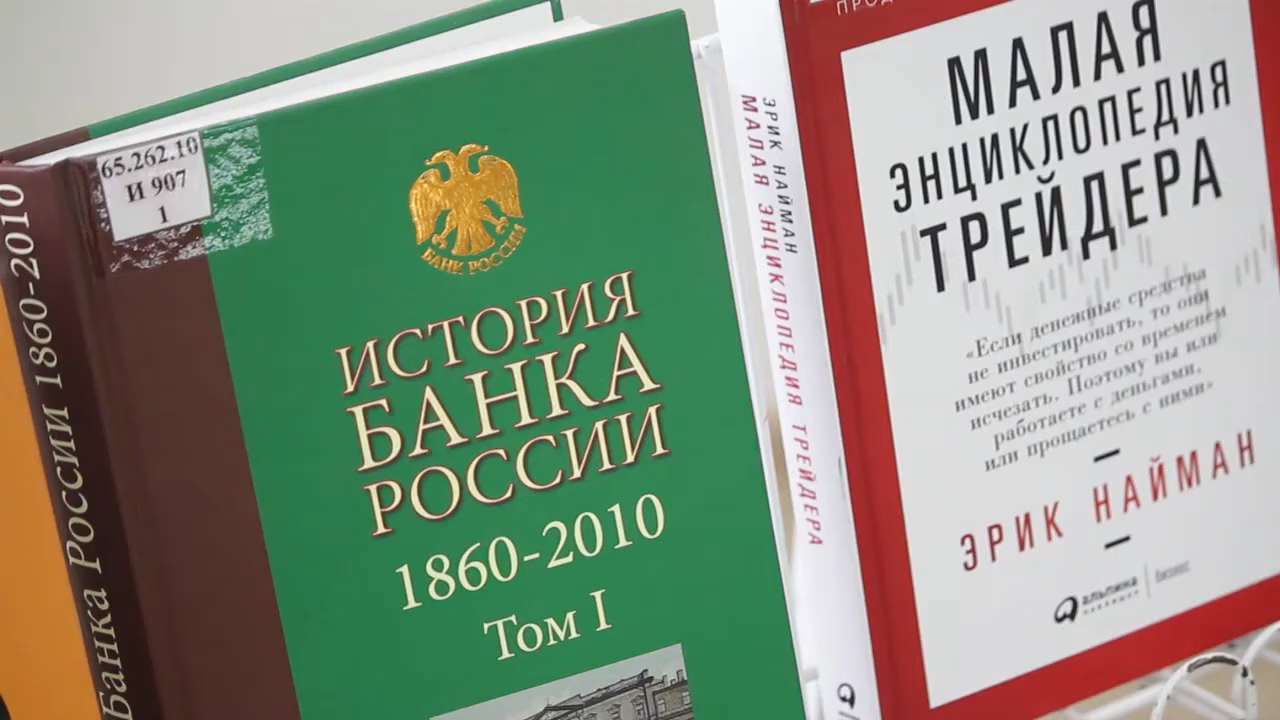 Банка России 1860-2010
65.262.10
И 907
1
БАНК РОССИИ
ИСТОРИЯ
БАНКА
РОССИИ
1860-2010
Том I
ЭРИК НАЙМАН
МАЛАЯ ЭНЦИКЛОПЕДИЯ ТРЕЙДЕРА
МАЛАЯ
ЭНЦИКЛОПЕДИЯ
ТРЕЙДЕРА
«Если денежные средства
не инвестировать, то они
имеют свойство со временем
исчезать. Поэтому вы или
работаете с деньгами,
или прощаетесь с ними»
ЭРИК НАЙМАН
альпина
паблишер
бизнес